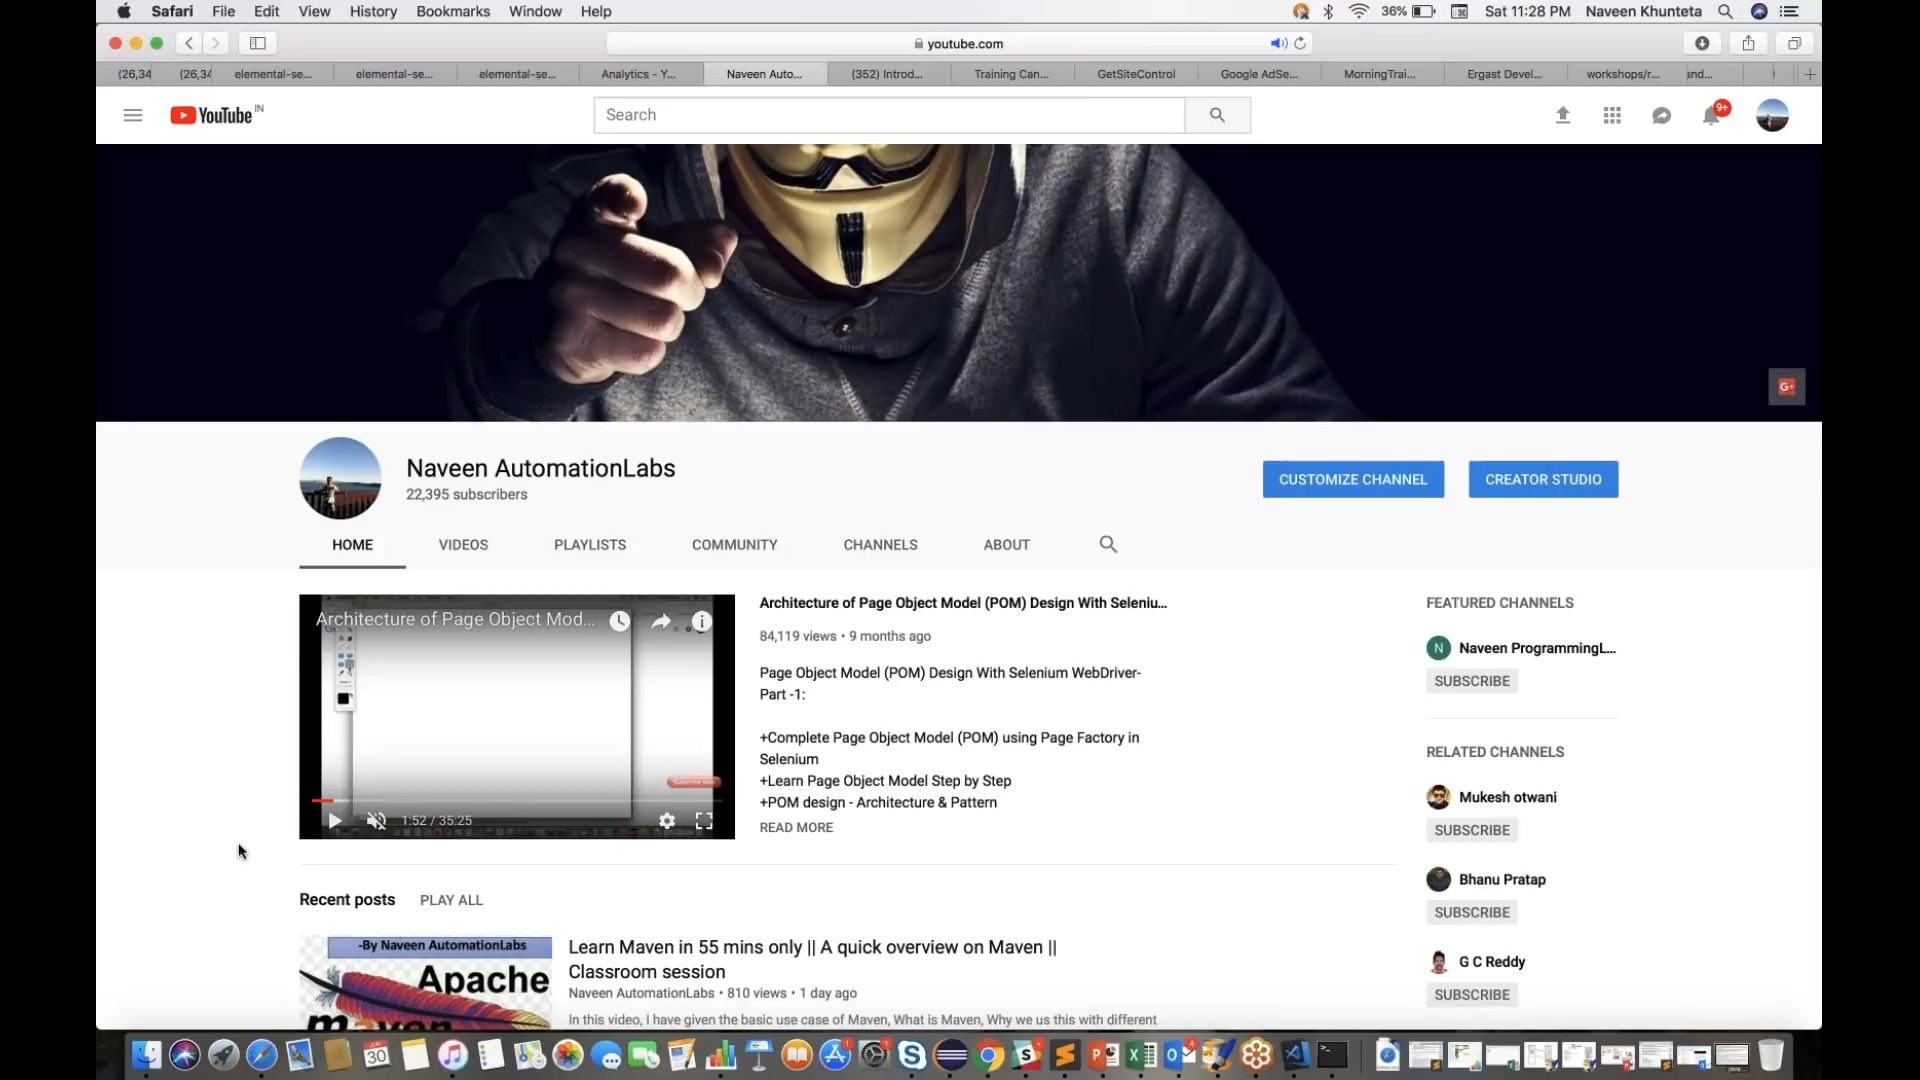 Safari File Edit View History Bookmarks Window Help 36% Sat 11:28 PM Naveen Khunteta
youtube.com
(26,34 (26,34 elemental-se... elemental-se... elemental-se... Analytics - Y... Naveen Auto... (352) Introd... Training Can... GetSiteControl Google AdSe... MorningTrai... Ergast Devel... workshops/r... and...
YouTube IN Search 9+
G+
Naveen AutomationLabs
22,395 subscribers
CUSTOMIZE CHANNEL CREATOR STUDIO
HOME VIDEOS PLAYLISTS COMMUNITY CHANNELS ABOUT
Architecture of Page Object Mod...
1:52 / 35:25
Architecture of Page Object Model (POM) Design With Seleniu...
84,119 views • 9 months ago
Page Object Model (POM) Design With Selenium WebDriver-
Part -1:
+Complete Page Object Model (POM) using Page Factory in
Selenium
+Learn Page Object Model Step by Step
+POM design - Architecture & Pattern
READ MORE
FEATURED CHANNELS
N Naveen ProgrammingL...
SUBSCRIBE
RELATED CHANNELS
Mukesh otwani
SUBSCRIBE
Bhanu Pratap
SUBSCRIBE
G C Reddy
SUBSCRIBE
Recent posts PLAY ALL
-By Naveen AutomationLabs
Apache
maven
Learn Maven in 55 mins only || A quick overview on Maven ||
Classroom session
Naveen AutomationLabs • 810 views • 1 day ago
In this video, I have given the basic use case of Maven, What is Maven, Why we us this with different
30